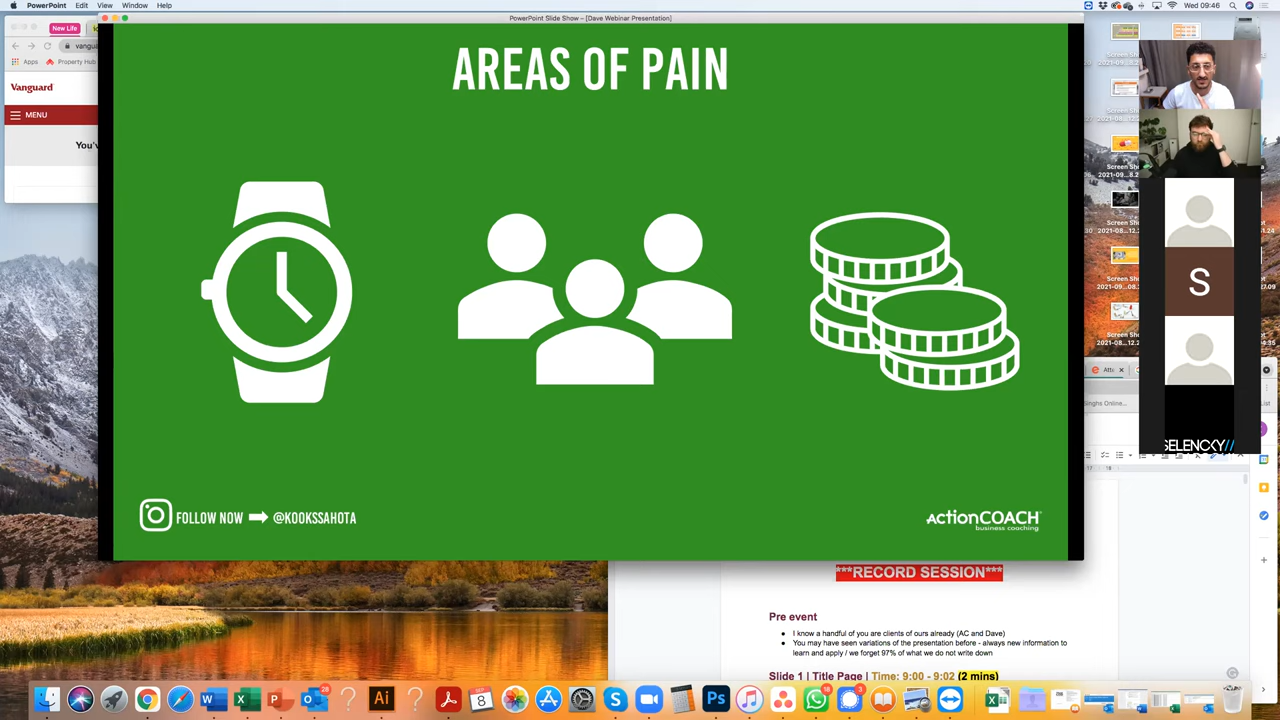 PowerPoint Edit View Window Help
Wed 09:46
PowerPoint Slide Show – [Dave Webinar Presentation]
New Life
Apps Property Hub
Vanguard
MENU
AREAS OF PAIN
FOLLOW NOW @KOOKSSAHOTA
ActionCOACH
business coaching
S
SELENCKY//
***RECORD SESSION***
Pre event
● I know a handful of you are clients of ours already (AC and Dave)
● You may have seen variations of the presentation before - always new information to
learn and apply / we forget 97% of what we do not write down
Slide 1 | Title Page | Time: 9:00 - 9:02 (2 mins)